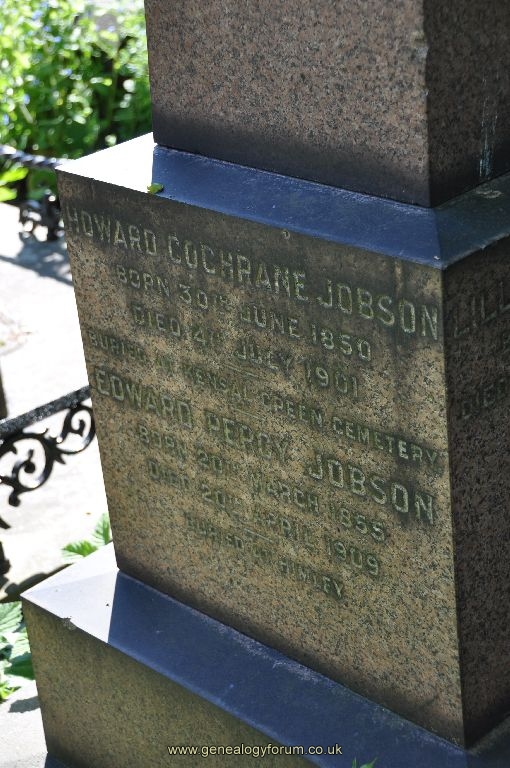 HOWARD COCHRANE JOBSON
BORN 30TH JUNE 1850
DIED 4TH JULY 1901
BURIED AT KENSAL GREEN CEMETERY
EDWARD PERCY JOBSON
BORN 20TH MARCH 1855
DIED 20TH APRIL 1909
BURIED HIMLEY
LILL
www.genealogyforum.co.uk